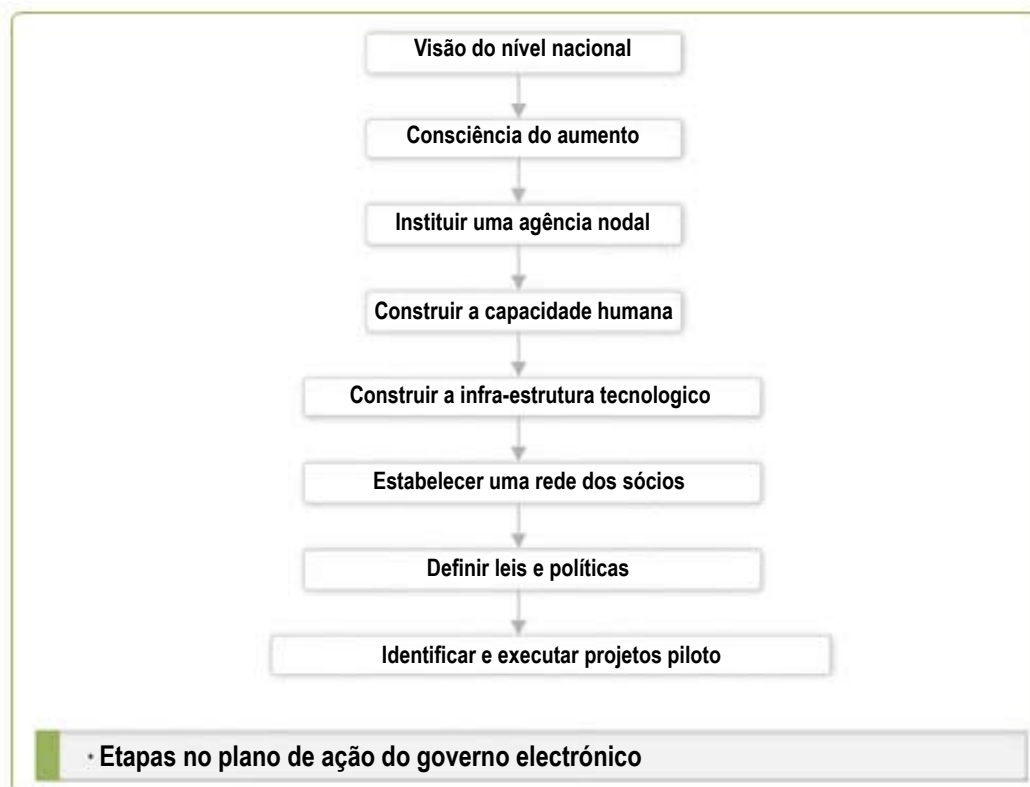 Visão do nível nacional
Consciência do aumento
Instituir uma agência nodal
Construir a capacidade humana
Construir a infra-estrutura tecnologico
Estabelecer uma rede dos sócios
Definir leis e políticas
Identificar e executar projetos piloto
· Etapas no plano de ação do governo electrónico